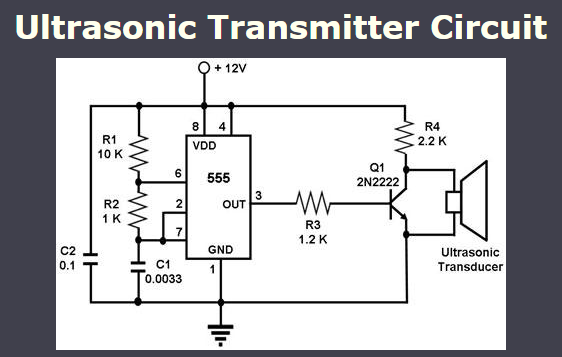 Ultrasonic Transmitter Circuit
+ 12V
8 4
VDD
R1
10 K
R4
2.2 K
Q1
2N2222
6
555
R2
1 K
2
OUT
3
7
R3
1.2 K
GND
C2
0.1
C1
0.0033
1
Ultrasonic
Transducer